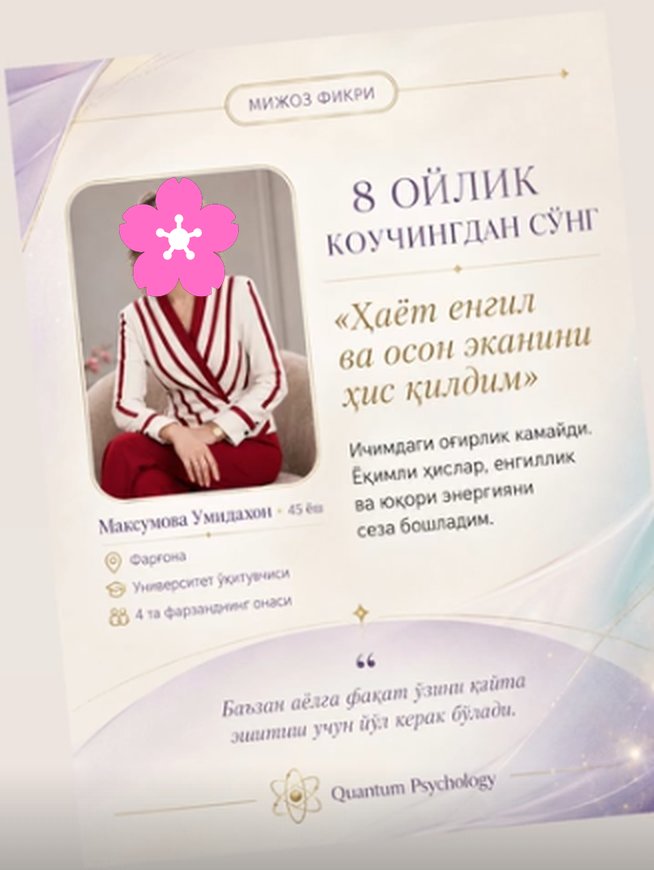 МИЖОЗ ФИКРИ
8 ОЙЛИК
КОУЧИНГДАН СЎНГ
«Ҳаёт енгил
ва осон эканини
ҳис қилдим»
Ичимдаги оғирлик камайди.
Ёқимли ҳислар, енгиллик
ва юқори энергияни
сеза бошладим.
Максумова Умидахон • 45 ёш
Фарғона
Университет ўқитувчиси
4 та фарзанднинг онаси
“
Баъзан аёлга фақат ўзини қайта
эшитиш учун йўл керак бўлади.
Quantum Psychology